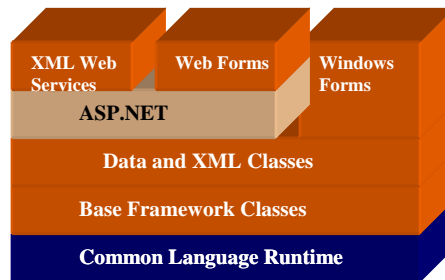 XML Web
Services
Web Forms
Windows
Forms
ASP.NET
Data and XML Classes
Base Framework Classes
Common Language Runtime